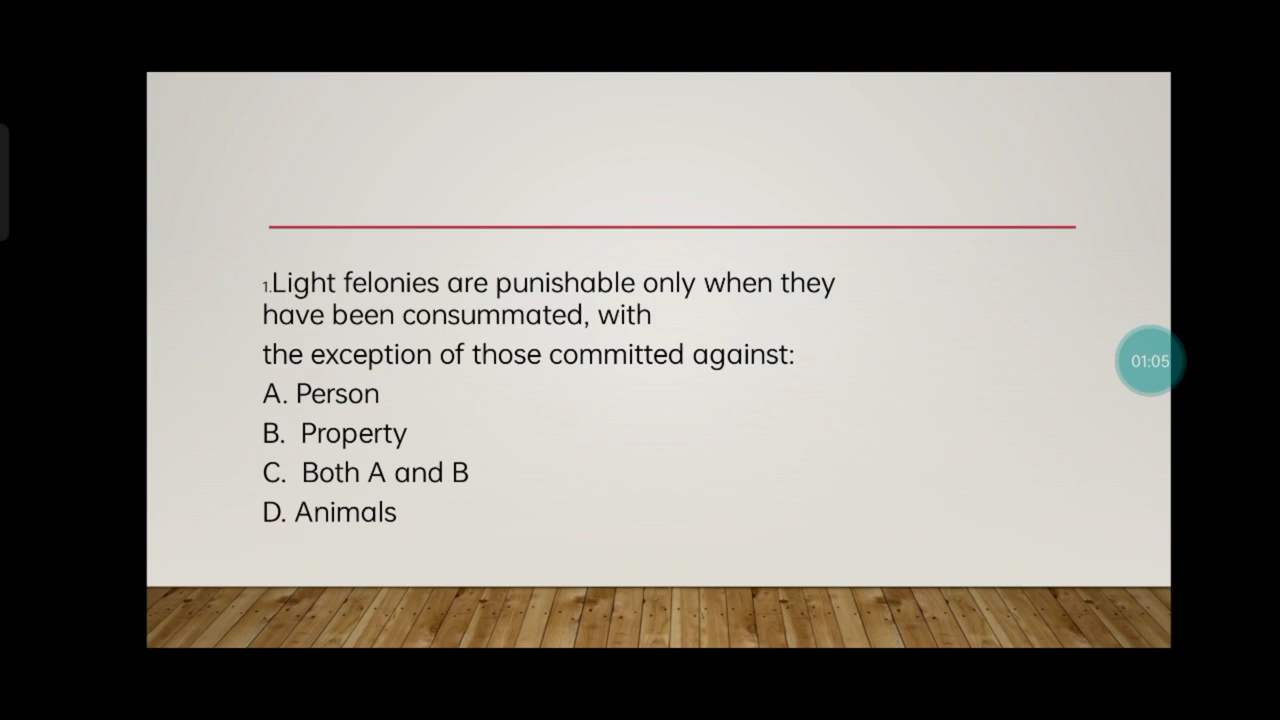 1.Light felonies are punishable only when they
have been consummated, with
the exception of those committed against:
A. Person
B. Property
C. Both A and B
D. Animals
01:05